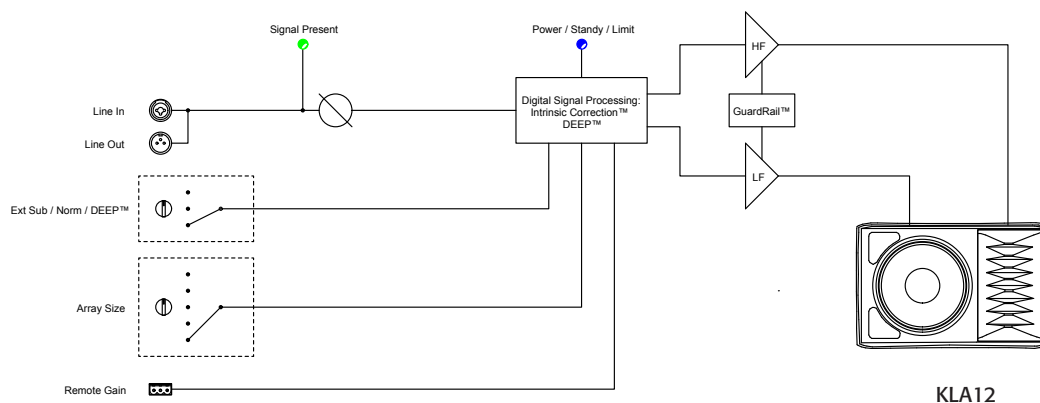 Signal Present
Power / Standy / Limit
HF
Line In
Digital Signal Processing:
Intrinsic Correction™
DEEP™
GuardRail™
Line Out
LF
Ext Sub / Norm / DEEP™
Array Size
Remote Gain
KLA12